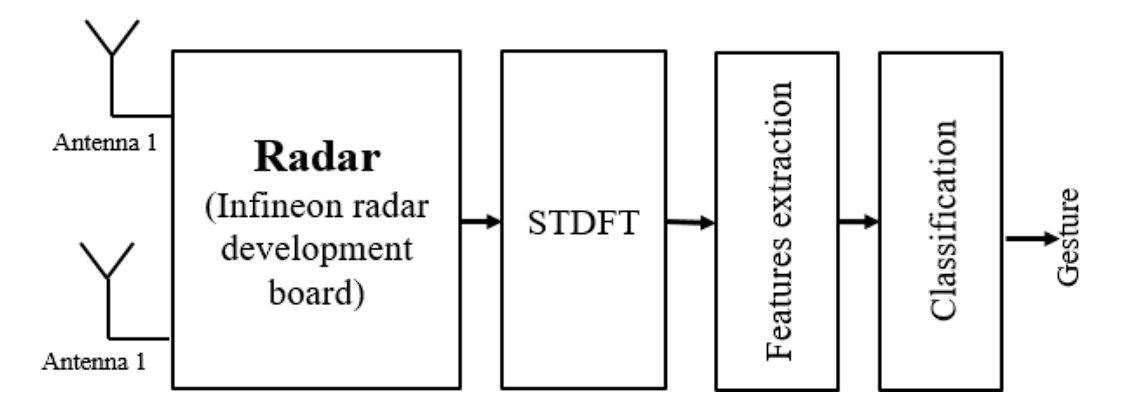 Antenna 1
Radar
(Infineon radar
development
board)
Antenna 1
STDFT
Features extraction
Classification
Gesture